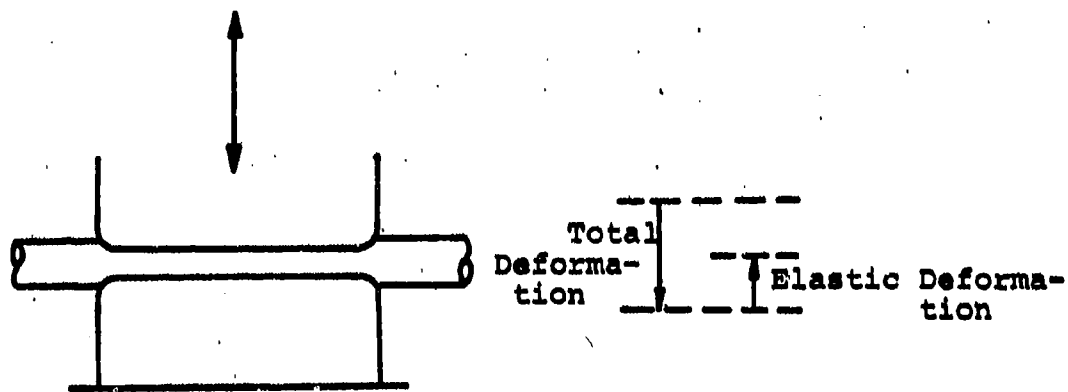 Total
Deforma-
tion
Elastic Deforma-
tion